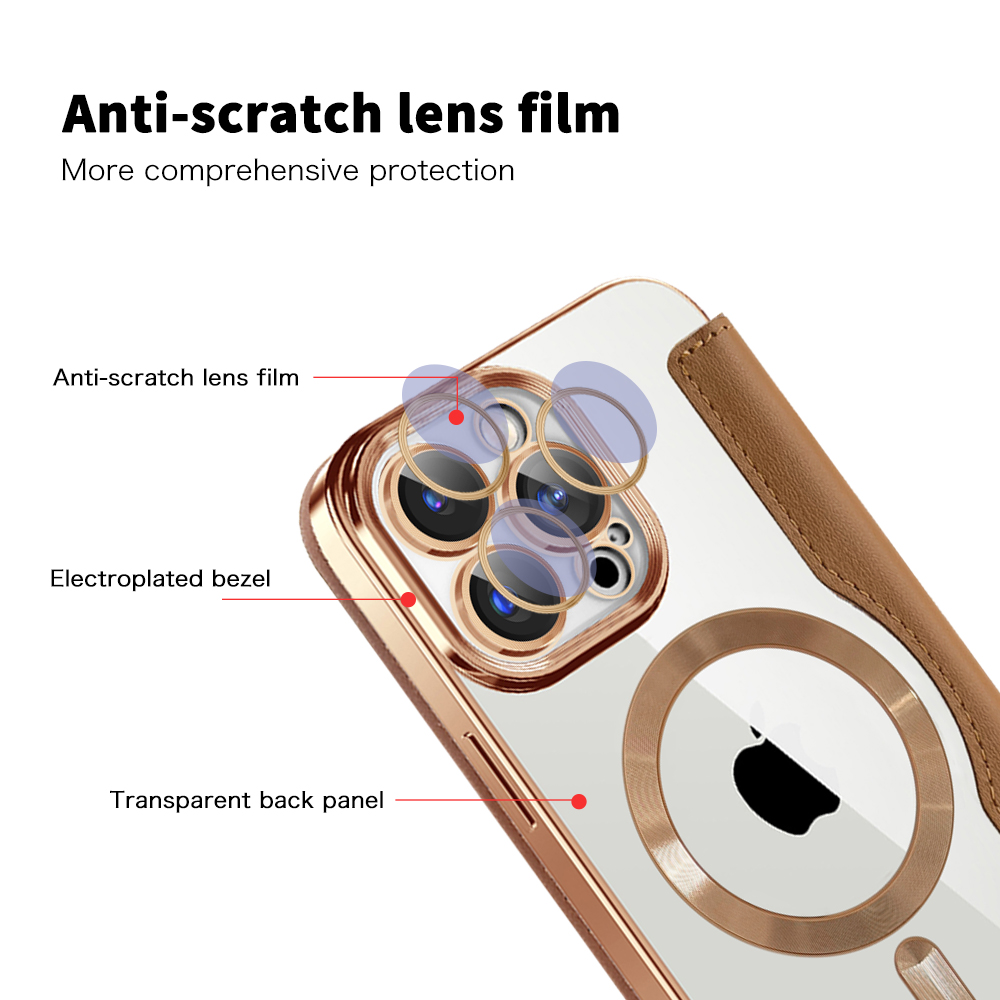 Anti-scratch lens film
More comprehensive protection
Anti-scratch lens film
Electroplated bezel
Transparent back panel